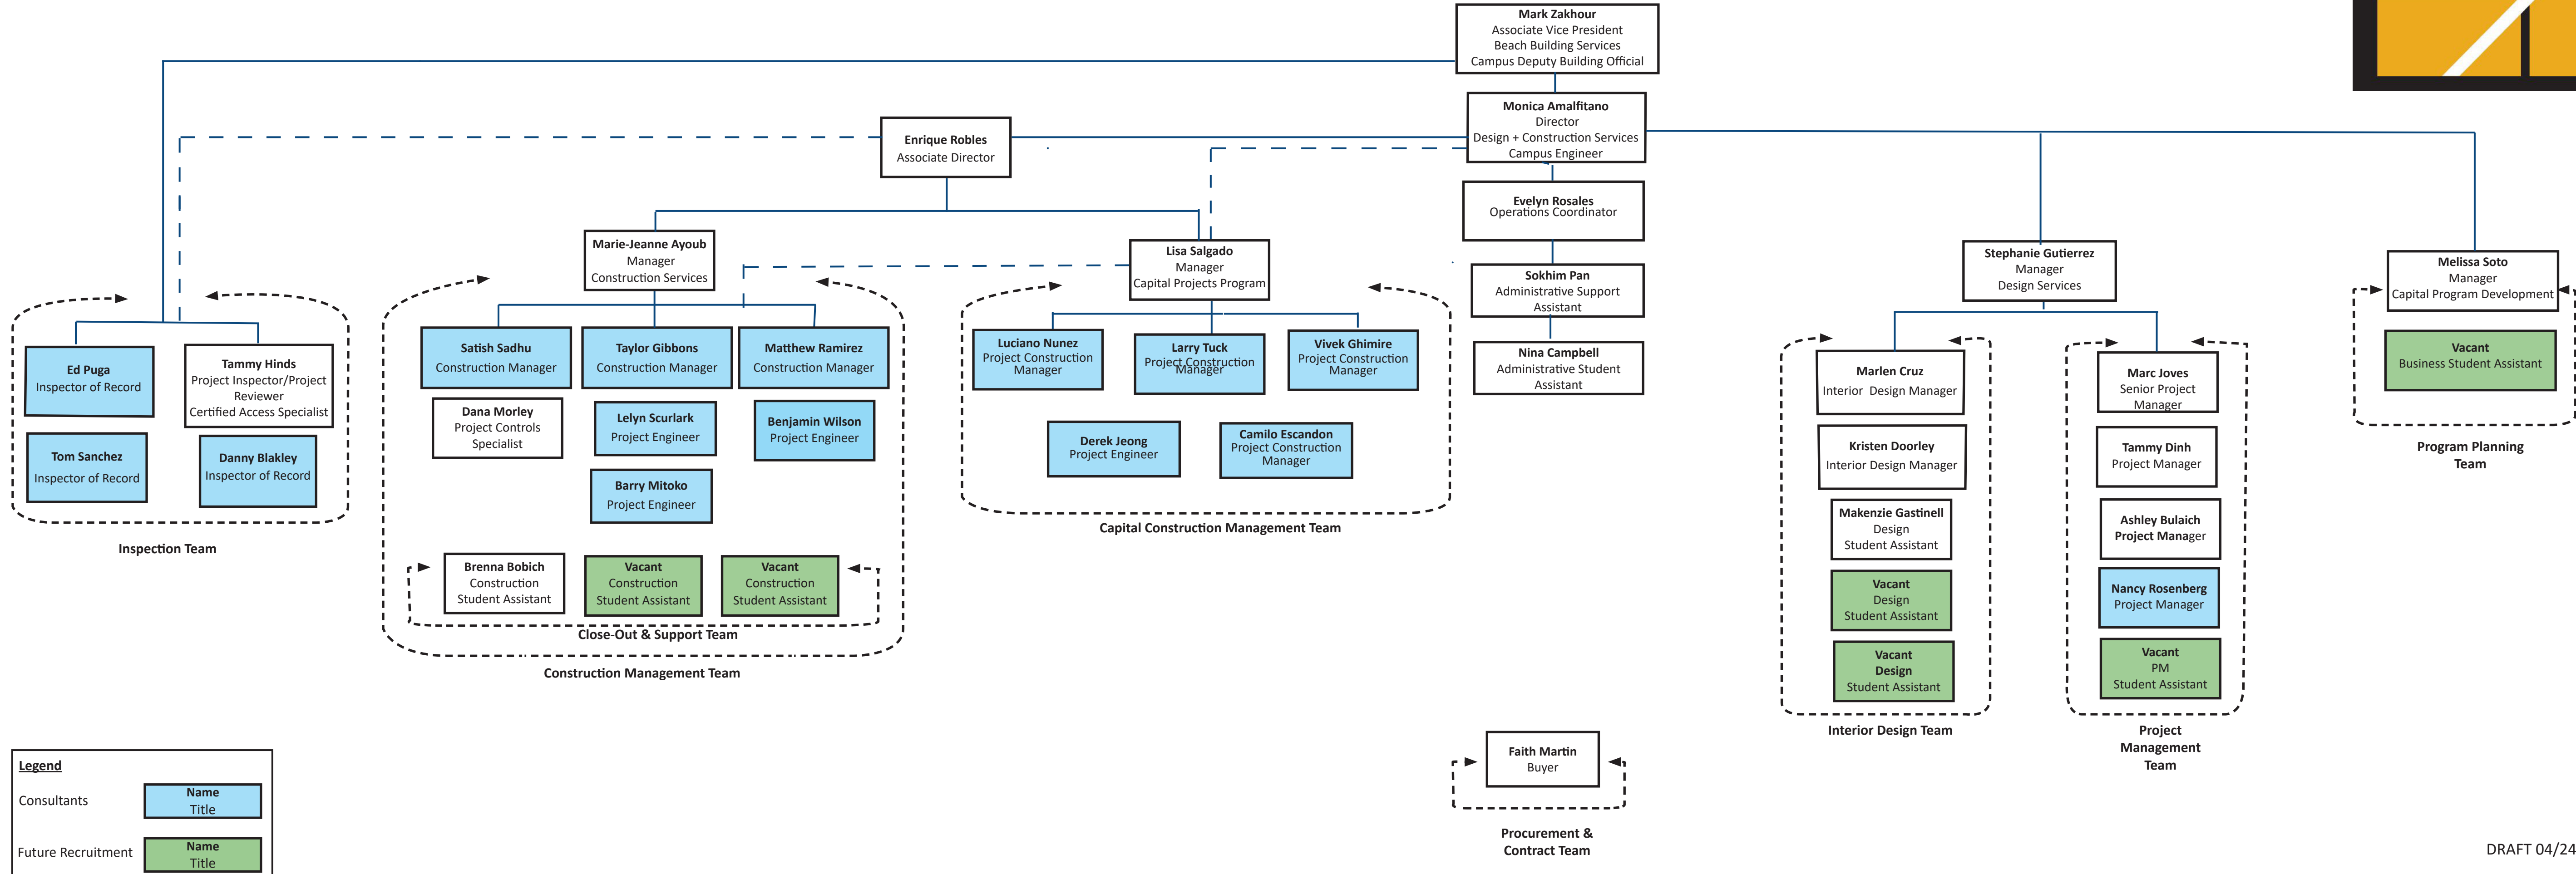 Mark Zakhour
Associate Vice President
Beach Building Services
Campus Deputy Building Official
Monica Amalfitano
Director
Design + Construction Services
Campus Engineer
Enrique Robles
Associate Director
Evelyn Rosales
Operations Coordinator
Sokhim Pan
Administrative Support
Assistant
Nina Campbell
Administrative Student
Assistant
Marie-Jeanne Ayoub
Manager
Construction Services
Lisa Salgado
Manager
Capital Projects Program
Stephanie Gutierrez
Manager
Design Services
Melissa Soto
Manager
Capital Program Development
Ed Puga
Inspector of Record
Tammy Hinds
Project Inspector/Project
Reviewer
Certified Access Specialist
Tom Sanchez
Inspector of Record
Danny Blakley
Inspector of Record
Inspection Team
Satish Sadhu
Construction Manager
Taylor Gibbons
Construction Manager
Matthew Ramirez
Construction Manager
Dana Morley
Project Controls
Specialist
Lelyn Scurlark
Project Engineer
Benjamin Wilson
Project Engineer
Barry Mitoko
Project Engineer
Brenna Bobich
Construction
Student Assistant
Vacant
Construction
Student Assistant
Vacant
Construction
Student Assistant
Close-Out & Support Team
Construction Management Team
Luciano Nunez
Project Construction
Manager
Larry Tuck
Project Construction
Manager
Vivek Ghimire
Project Construction
Manager
Derek Jeong
Project Engineer
Camilo Escandon
Project Construction
Manager
Capital Construction Management Team
Marlen Cruz
Interior Design Manager
Kristen Doorley
Interior Design Manager
Makenzie Gastinell
Design
Student Assistant
Vacant
Design
Student Assistant
Vacant
Design
Student Assistant
Interior Design Team
Marc Joves
Senior Project
Manager
Tammy Dinh
Project Manager
Ashley Bulaich
Project Manager
Nancy Rosenberg
Project Manager
Vacant
PM
Student Assistant
Project
Management
Team
Vacant
Business Student Assistant
Program Planning
Team
Faith Martin
Buyer
Procurement &
Contract Team
Legend
Consultants
Name
Title
Future Recruitment
Name
Title
DRAFT 04/24